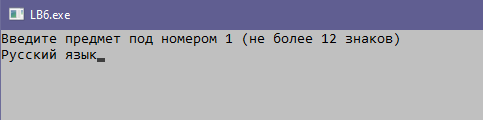 LB6.exe
Введите предмет под номером 1 (не более 12 знаков)
Русский язык